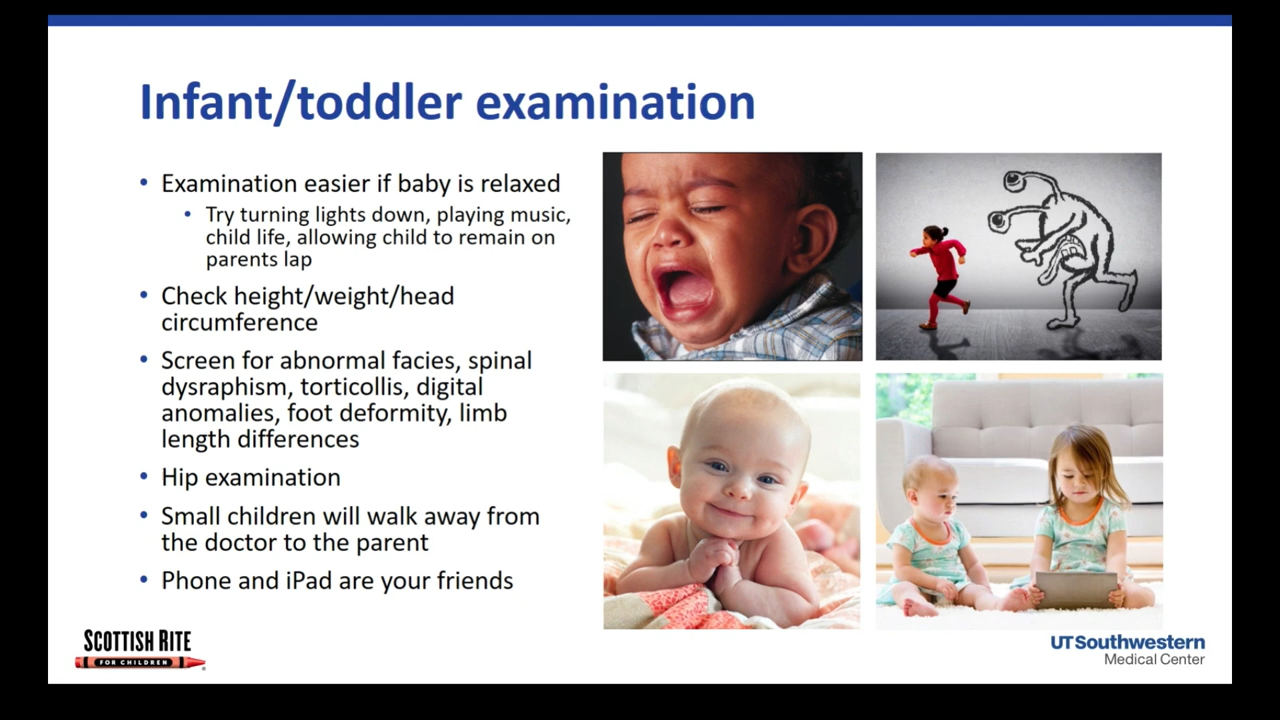 Infant/toddler examination
• Examination easier if baby is relaxed
• Try turning lights down, playing music,
child life, allowing child to remain on
parents lap
• Check height/weight/head
circumference
• Screen for abnormal facies, spinal
dysraphism, torticollis, digital
anomalies, foot deformity, limb
length differences
• Hip examination
• Small children will walk away from
the doctor to the parent
• Phone and iPad are your friends
SCOTTISH RITE
FOR CHILDREN
UTSouthwestern
Medical Center